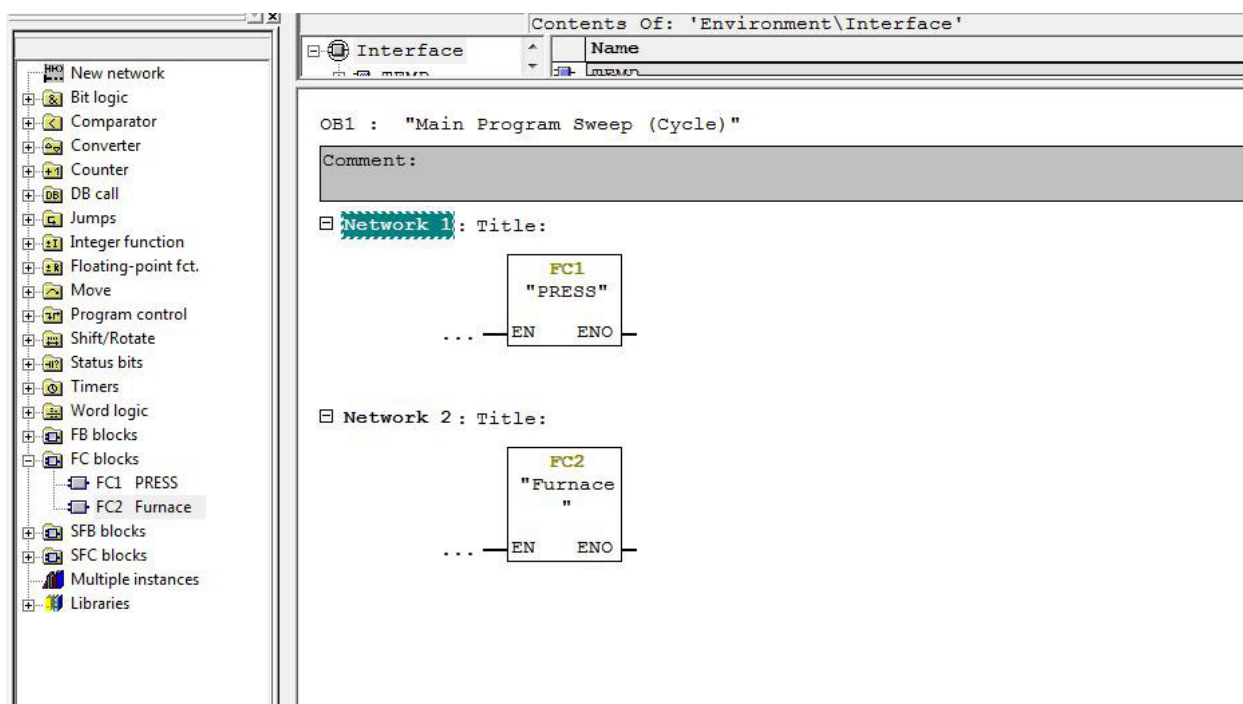 Contents Of: 'Environment\Interface'
Interface
Name
TEMP
TEMP
New network
Bit logic
Comparator
Converter
Counter
DB call
Jumps
Integer function
Floating-point fct.
Move
Program control
Shift/Rotate
Status bits
Timers
Word logic
FB blocks
FC blocks
FC1 PRESS
FC2 Furnace
SFB blocks
SFC blocks
Multiple instances
Libraries
OB1 : "Main Program Sweep (Cycle)"
Comment:
Network 1: Title:
FC1
"PRESS"
... EN ENO
Network 2: Title:
FC2
"Furnace
"
... EN ENO